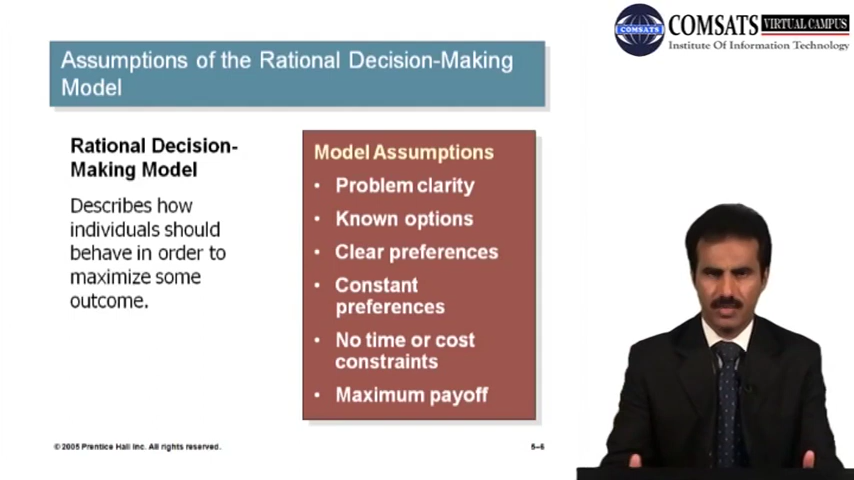 COMSATS
COMSATS VIRTUAL CAMPUS
Institute Of Information Technology
Assumptions of the Rational Decision-Making
Model
Rational Decision-
Making Model
Describes how
individuals should
behave in order to
maximize some
outcome.
Model Assumptions
• Problem clarity
• Known options
• Clear preferences
• Constant
preferences
• No time or cost
constraints
• Maximum payoff
© 2005 Prentice Hall Inc. All rights reserved.
5–6